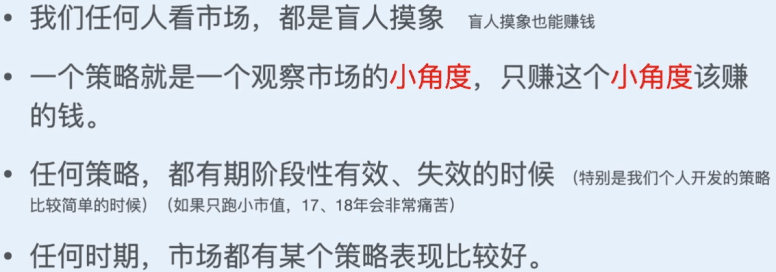 • 我们任何人看市场，都是盲人摸象 盲人摸象也能赚钱
• 一个策略就是一个观察市场的小角度，只赚这个小角度该赚
的钱。
• 任何策略，都有期阶段性有效、失效的时候 （特别是我们个人开发的策略
比较简单的时候）（如果只跑小市值，17、18年会非常痛苦）
• 任何时期，市场都有某个策略表现比较好。